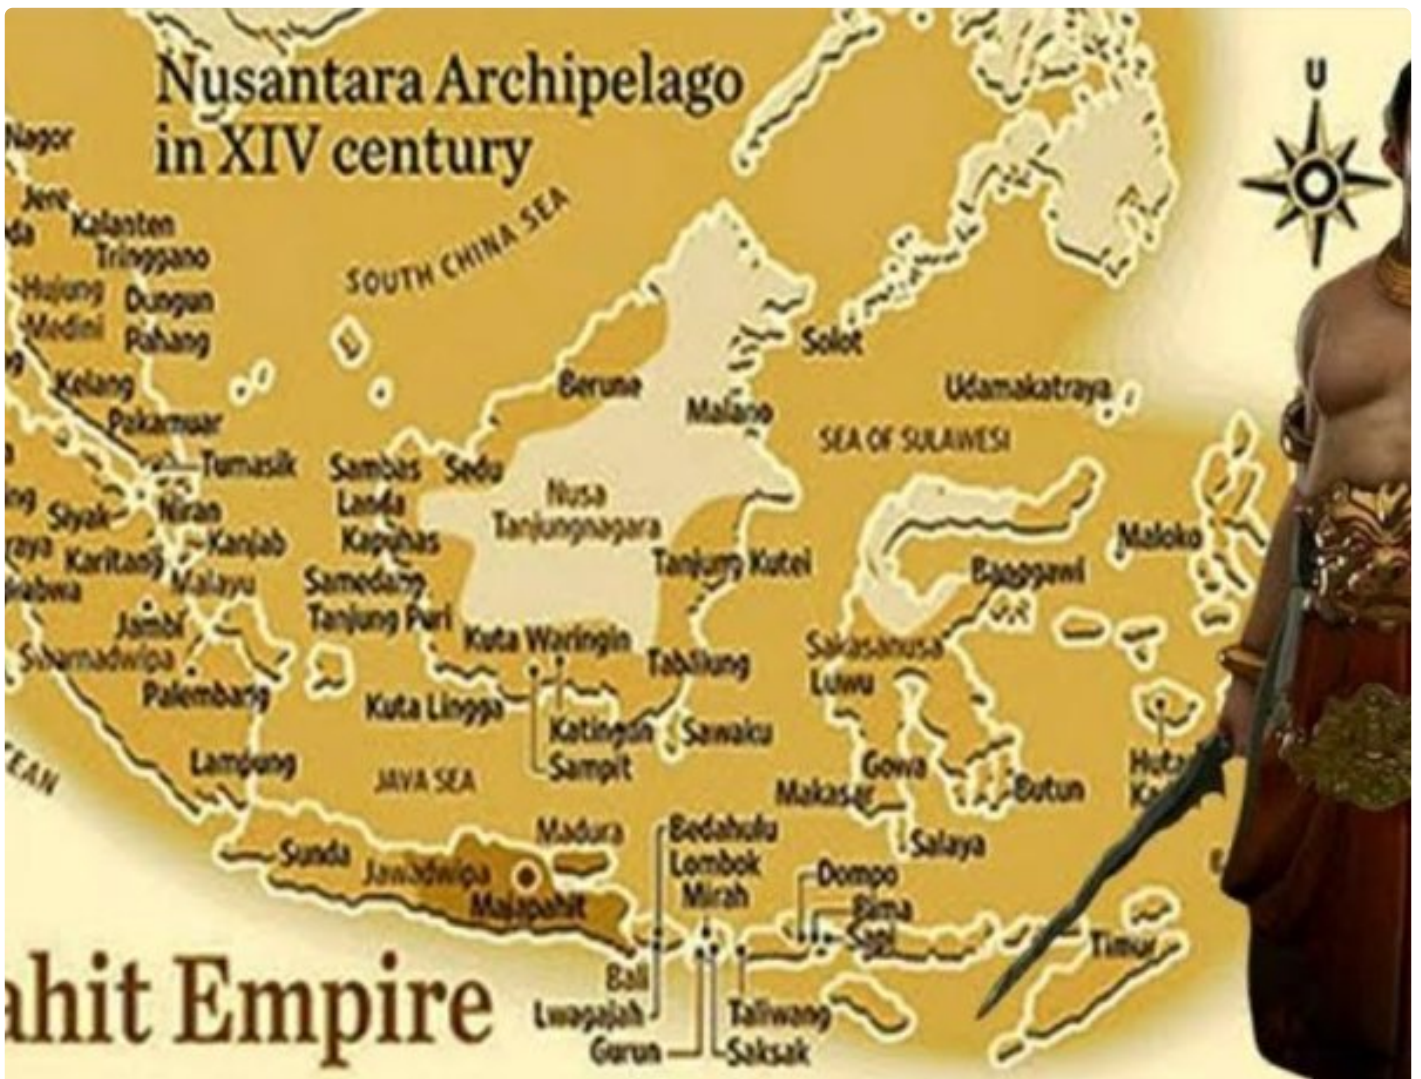 Nusantara Archipelago
in XIV century
U
Nagor
Jere
Kalanten
Tringgano
Hujung
Medini
Dungun
Pahang
Kelang
Pakamuar
Tumasik
SOUTH CHINA SEA
Solot
Berune
Malano
Udamakatraya
SEA OF SULAWESI
Sambas
Sedu
Landa
Kapuhas
Nusa
Tanjungnagara
Siyak
Niran
Karitang
Kanjab
Malayu
Samedang
Tanjung Puri
Tanjung Kutei
Maloko
Banggawi
Jambi
Swarnadwipa
Palembang
Kuta Waringin
Tabalung
Sakasanusa
Luwu
Kuta Lingga
Katingan
Sampit
Sawaku
Lampung
JAVA SEA
Makasar
Gowa
Butun
Salaya
Sunda
Jawadwipa
Majapahit
Madura
Bedahulu
Lombok
Mirah
Dompo
Bima
Timur
ahit Empire
Bali
Lwagajah
Gurun
Taliwang
Saksak